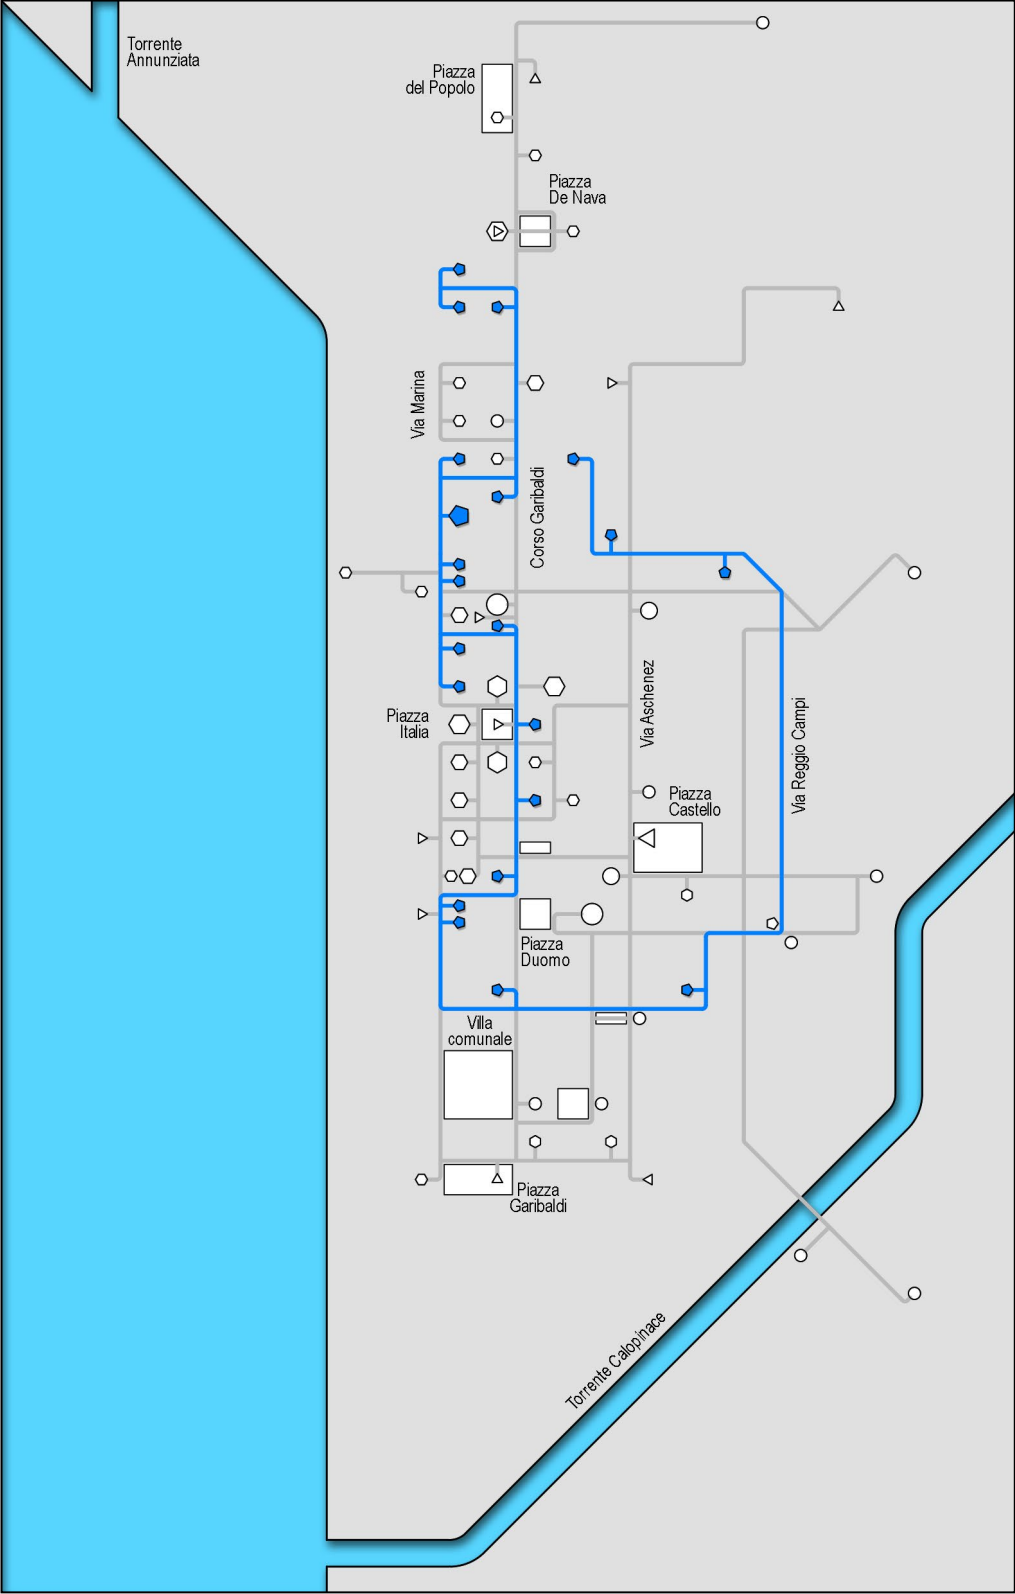 Torrente
Annunziata
Piazza
del Popolo
Piazza
De Nava
Via Marina
Corso Garibaldi
Via Aschenez
Piazza
Italia
Via Reggio Campi
Piazza
Castello
Piazza
Duomo
Villa
comunale
Piazza
Garibaldi
Torrente Calopinace